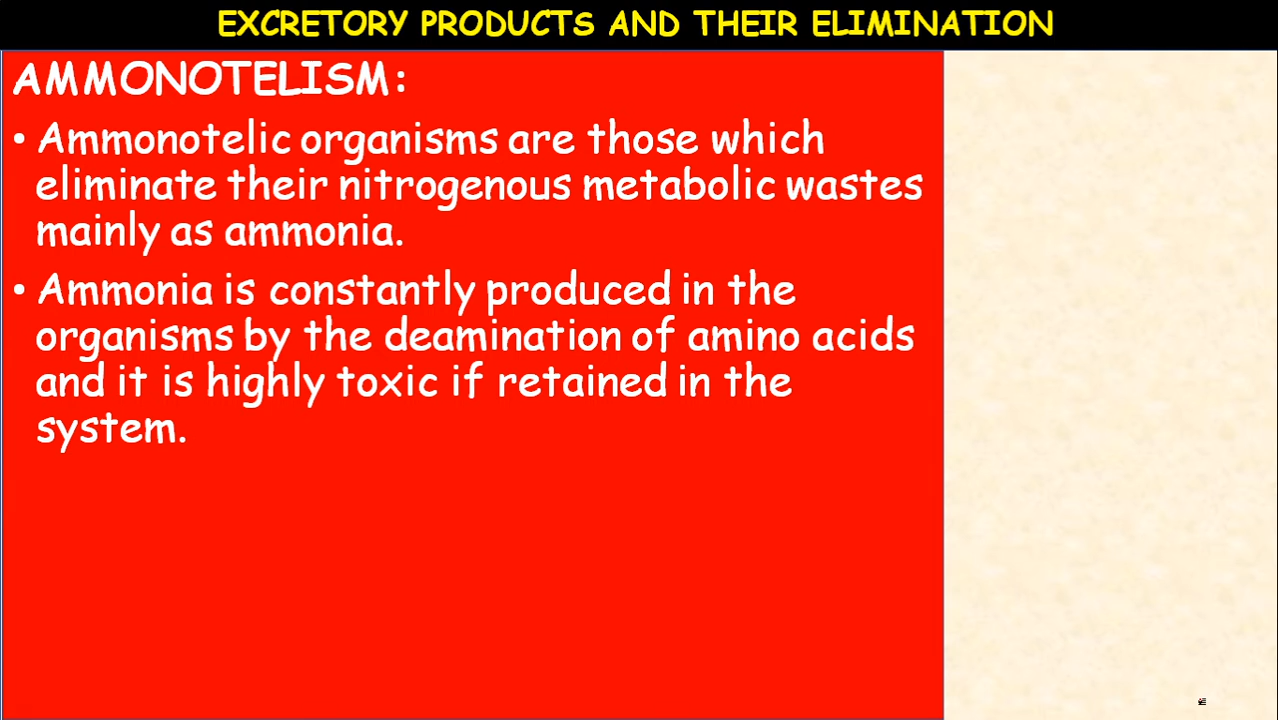 EXCRETORY PRODUCTS AND THEIR ELIMINATION
AMMONOTELISM:
• Ammonotelic organisms are those which
eliminate their nitrogenous metabolic wastes
mainly as ammonia.
• Ammonia is constantly produced in the
organisms by the deamination of amino acids
and it is highly toxic if retained in the
system.